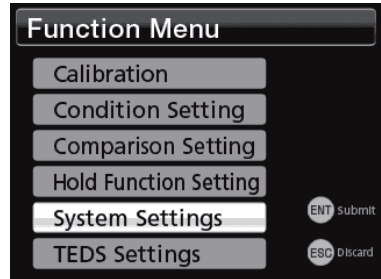 Function Menu
Calibration
Condition Setting
Comparison Setting
Hold Function Setting
System Settings
ENT Submit
TEDS Settings
ESC Discard